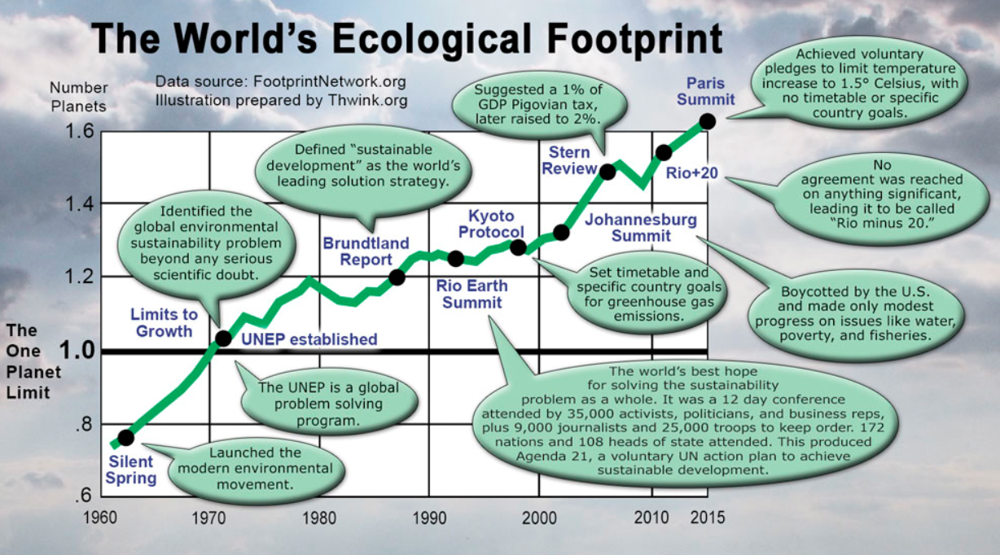 The World's Ecological Footprint
Number
Planets
Data source: FootprintNetwork.org
Illustration prepared by Thwink.org
Achieved voluntary
pledges to limit temperature
increase to 1.5° Celsius, with
no timetable or specific
country goals.
Paris
Summit
Suggested a 1% of
GDP Pigovian tax,
later raised to 2%.
1.6
Defined "sustainable
development" as the world's
leading solution strategy.
Stern
Review
Rio+20
No
agreement was reached
on anything significant,
leading it to be called
"Rio minus 20."
1.4
Identified the
global environmental
sustainability problem
beyond any serious
scientific doubt.
Brundtland
Report
Kyoto
Protocol
Johannesburg
Summit
1.2
Rio Earth
Summit
Set timetable and
specific country goals
for greenhouse gas
emissions.
Boycotted by the U.S.
and made only modest
progress on issues like water,
poverty, and fisheries.
Limits to
Growth
UNEP established
The
One
Planet
Limit
1.0
The UNEP is a global
problem solving
program.
The world's best hope
for solving the sustainability
problem as a whole. It was a 12 day conference
attended by 35,000 activists, politicians, and business reps,
plus 9,000 journalists and 25,000 troops to keep order. 172
nations and 108 heads of state attended. This produced
Agenda 21, a voluntary UN action plan to achieve
sustainable development.
.8
Silent
Spring
Launched the
modern environmental
movement.
.6
1960 1970 1980 1990 2000 2010 2015